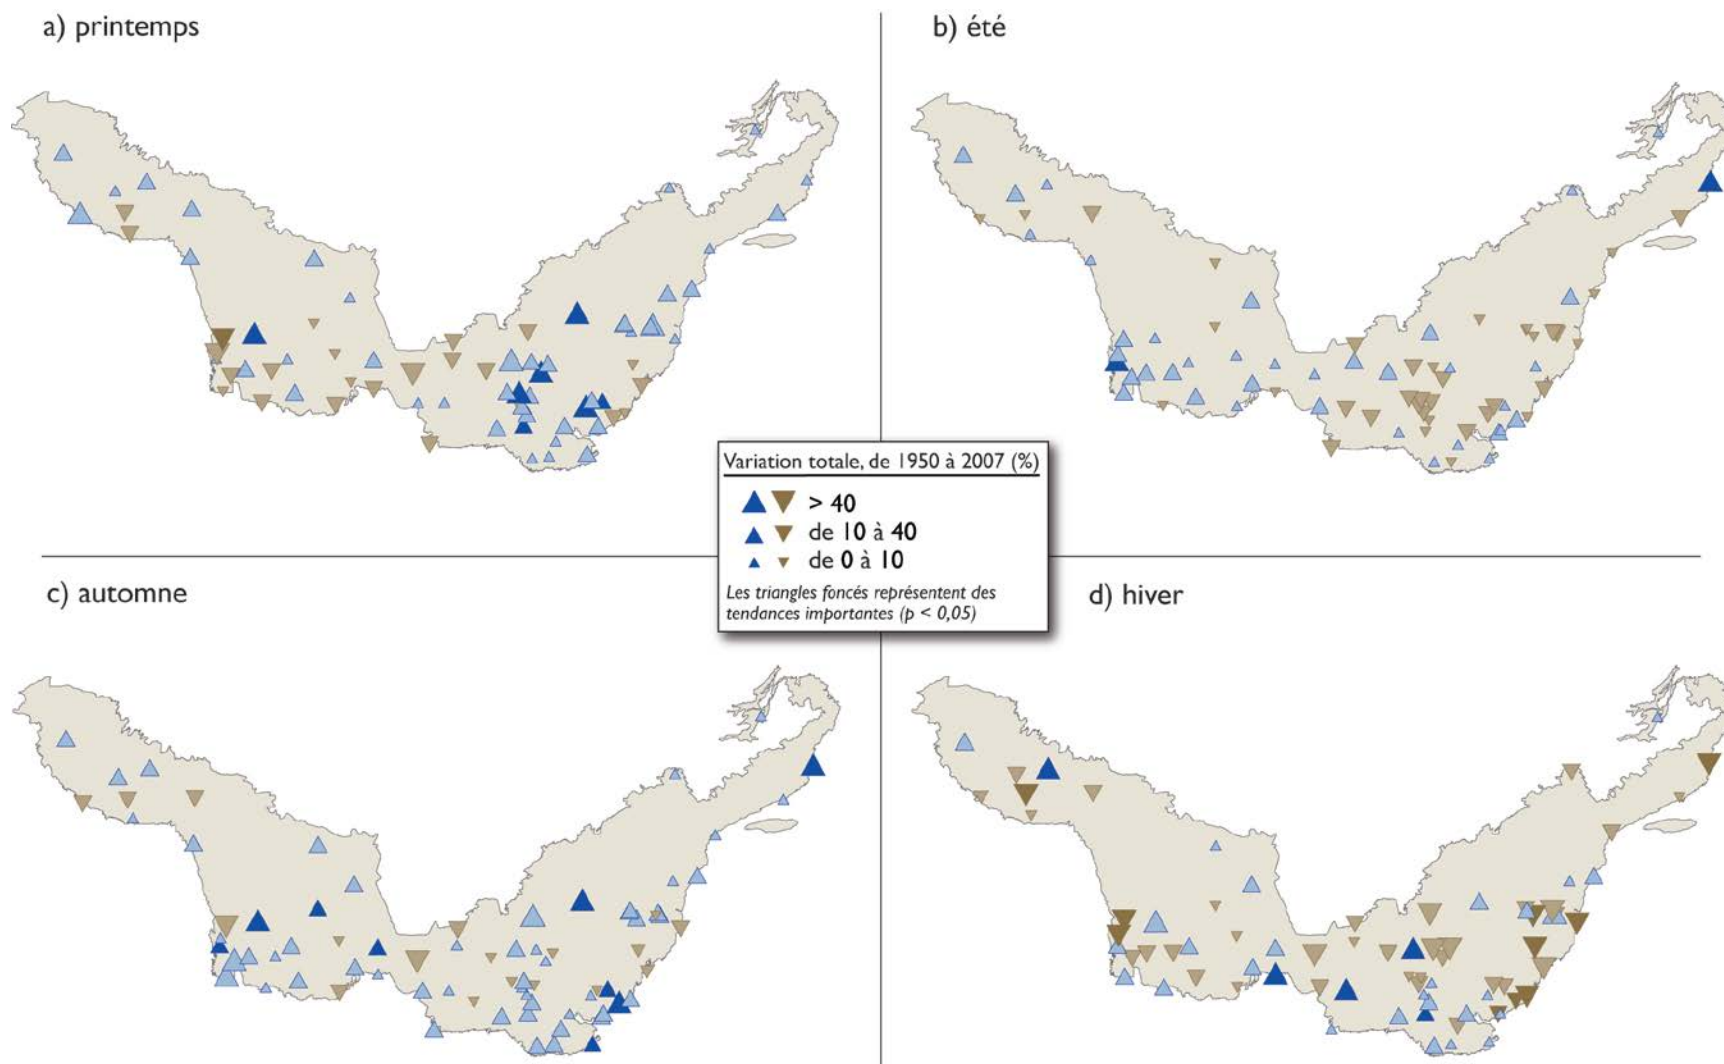 a) printemps
b) été
Variation totale, de 1950 à 2007 (%)
> 40
de 10 à 40
de 0 à 10
Les triangles foncés représentent des
tendances importantes (p < 0,05)
c) automne
d) hiver